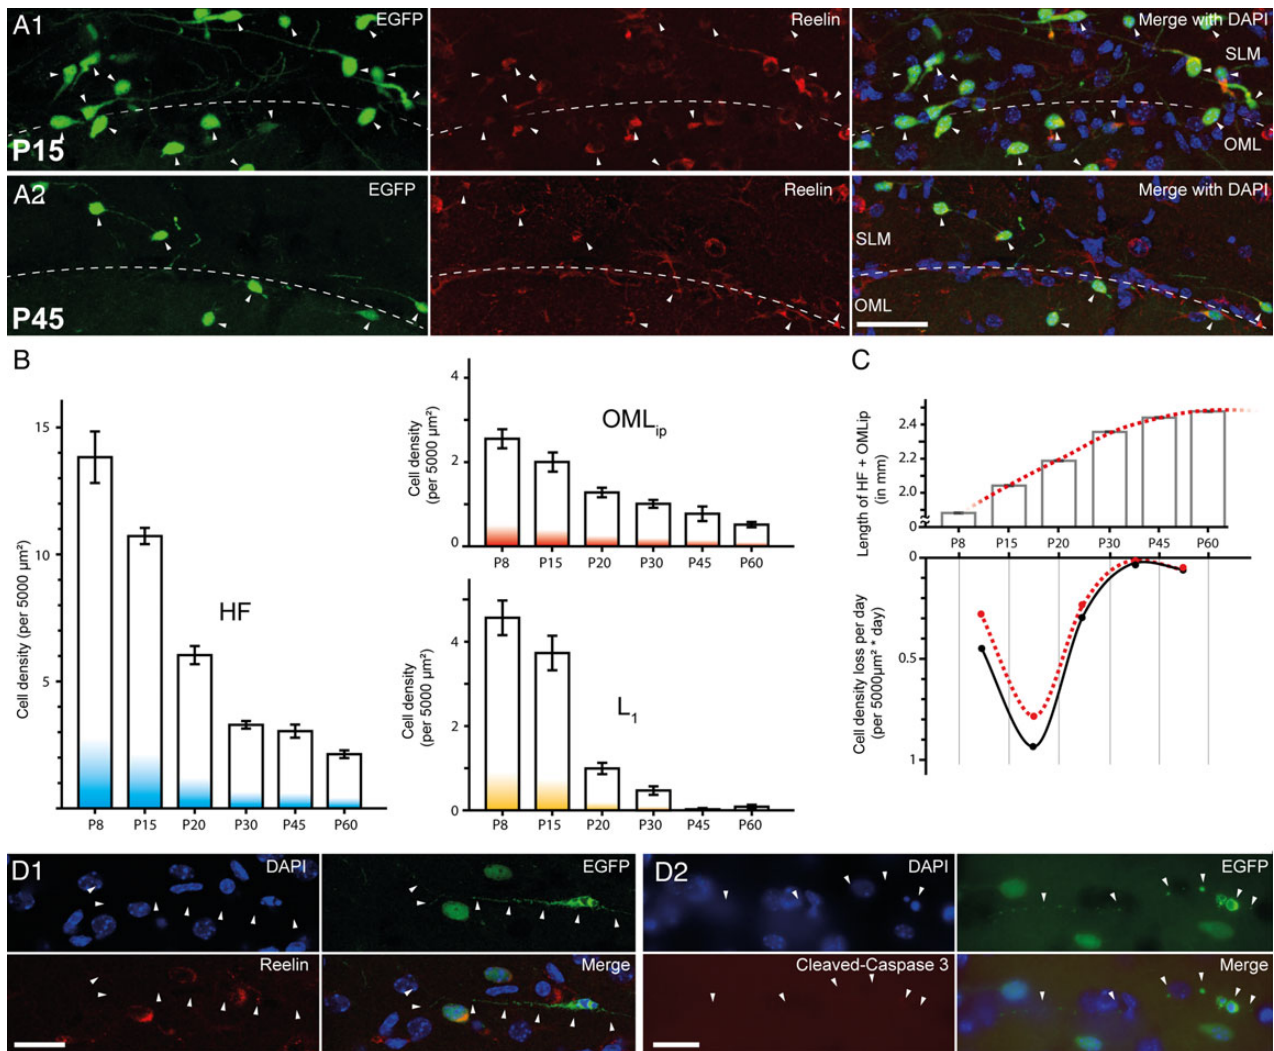 A1
EGFP
Reelin
Merge with DAPI
SLM
OML
P15
A2
EGFP
Reelin
Merge with DAPI
SLM
OML
P45
B
Cell density (per 5000 µm²)
15
10
5
HF
P8 P15 P20 P30 P45 P60
Cell density
(per 5000 µm²)
4
2
0
OMLip
P8 P15 P20 P30 P45 P60
Cell density
(per 5000 µm²)
4
2
0
L1
P8 P15 P20 P30 P45 P60
C
Length of HF + OMLip
(in mm)
2.4
2.2
2.0
0
P8 P15 P20 P30 P45 P60
Cell density loss per day
(per 5000µm² * day)
0
0.5
1
D1
DAPI
EGFP
Reelin
Merge
D2
DAPI
EGFP
Cleaved-Caspase 3
Merge